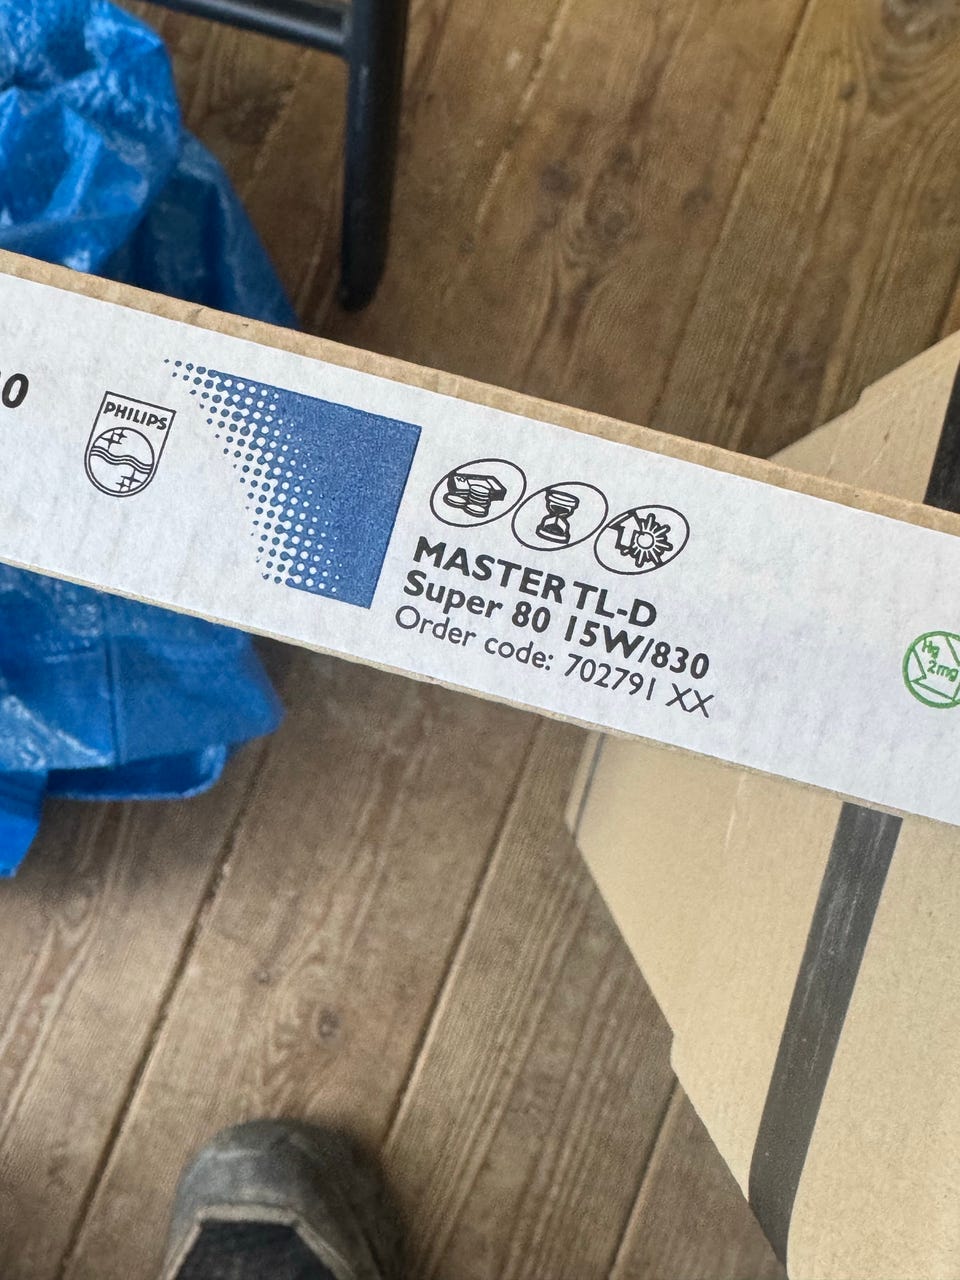 0
PHILIPS
MASTER TL-D
Super 80 15W/830
Order code: 702791 XX
Hg
2mg